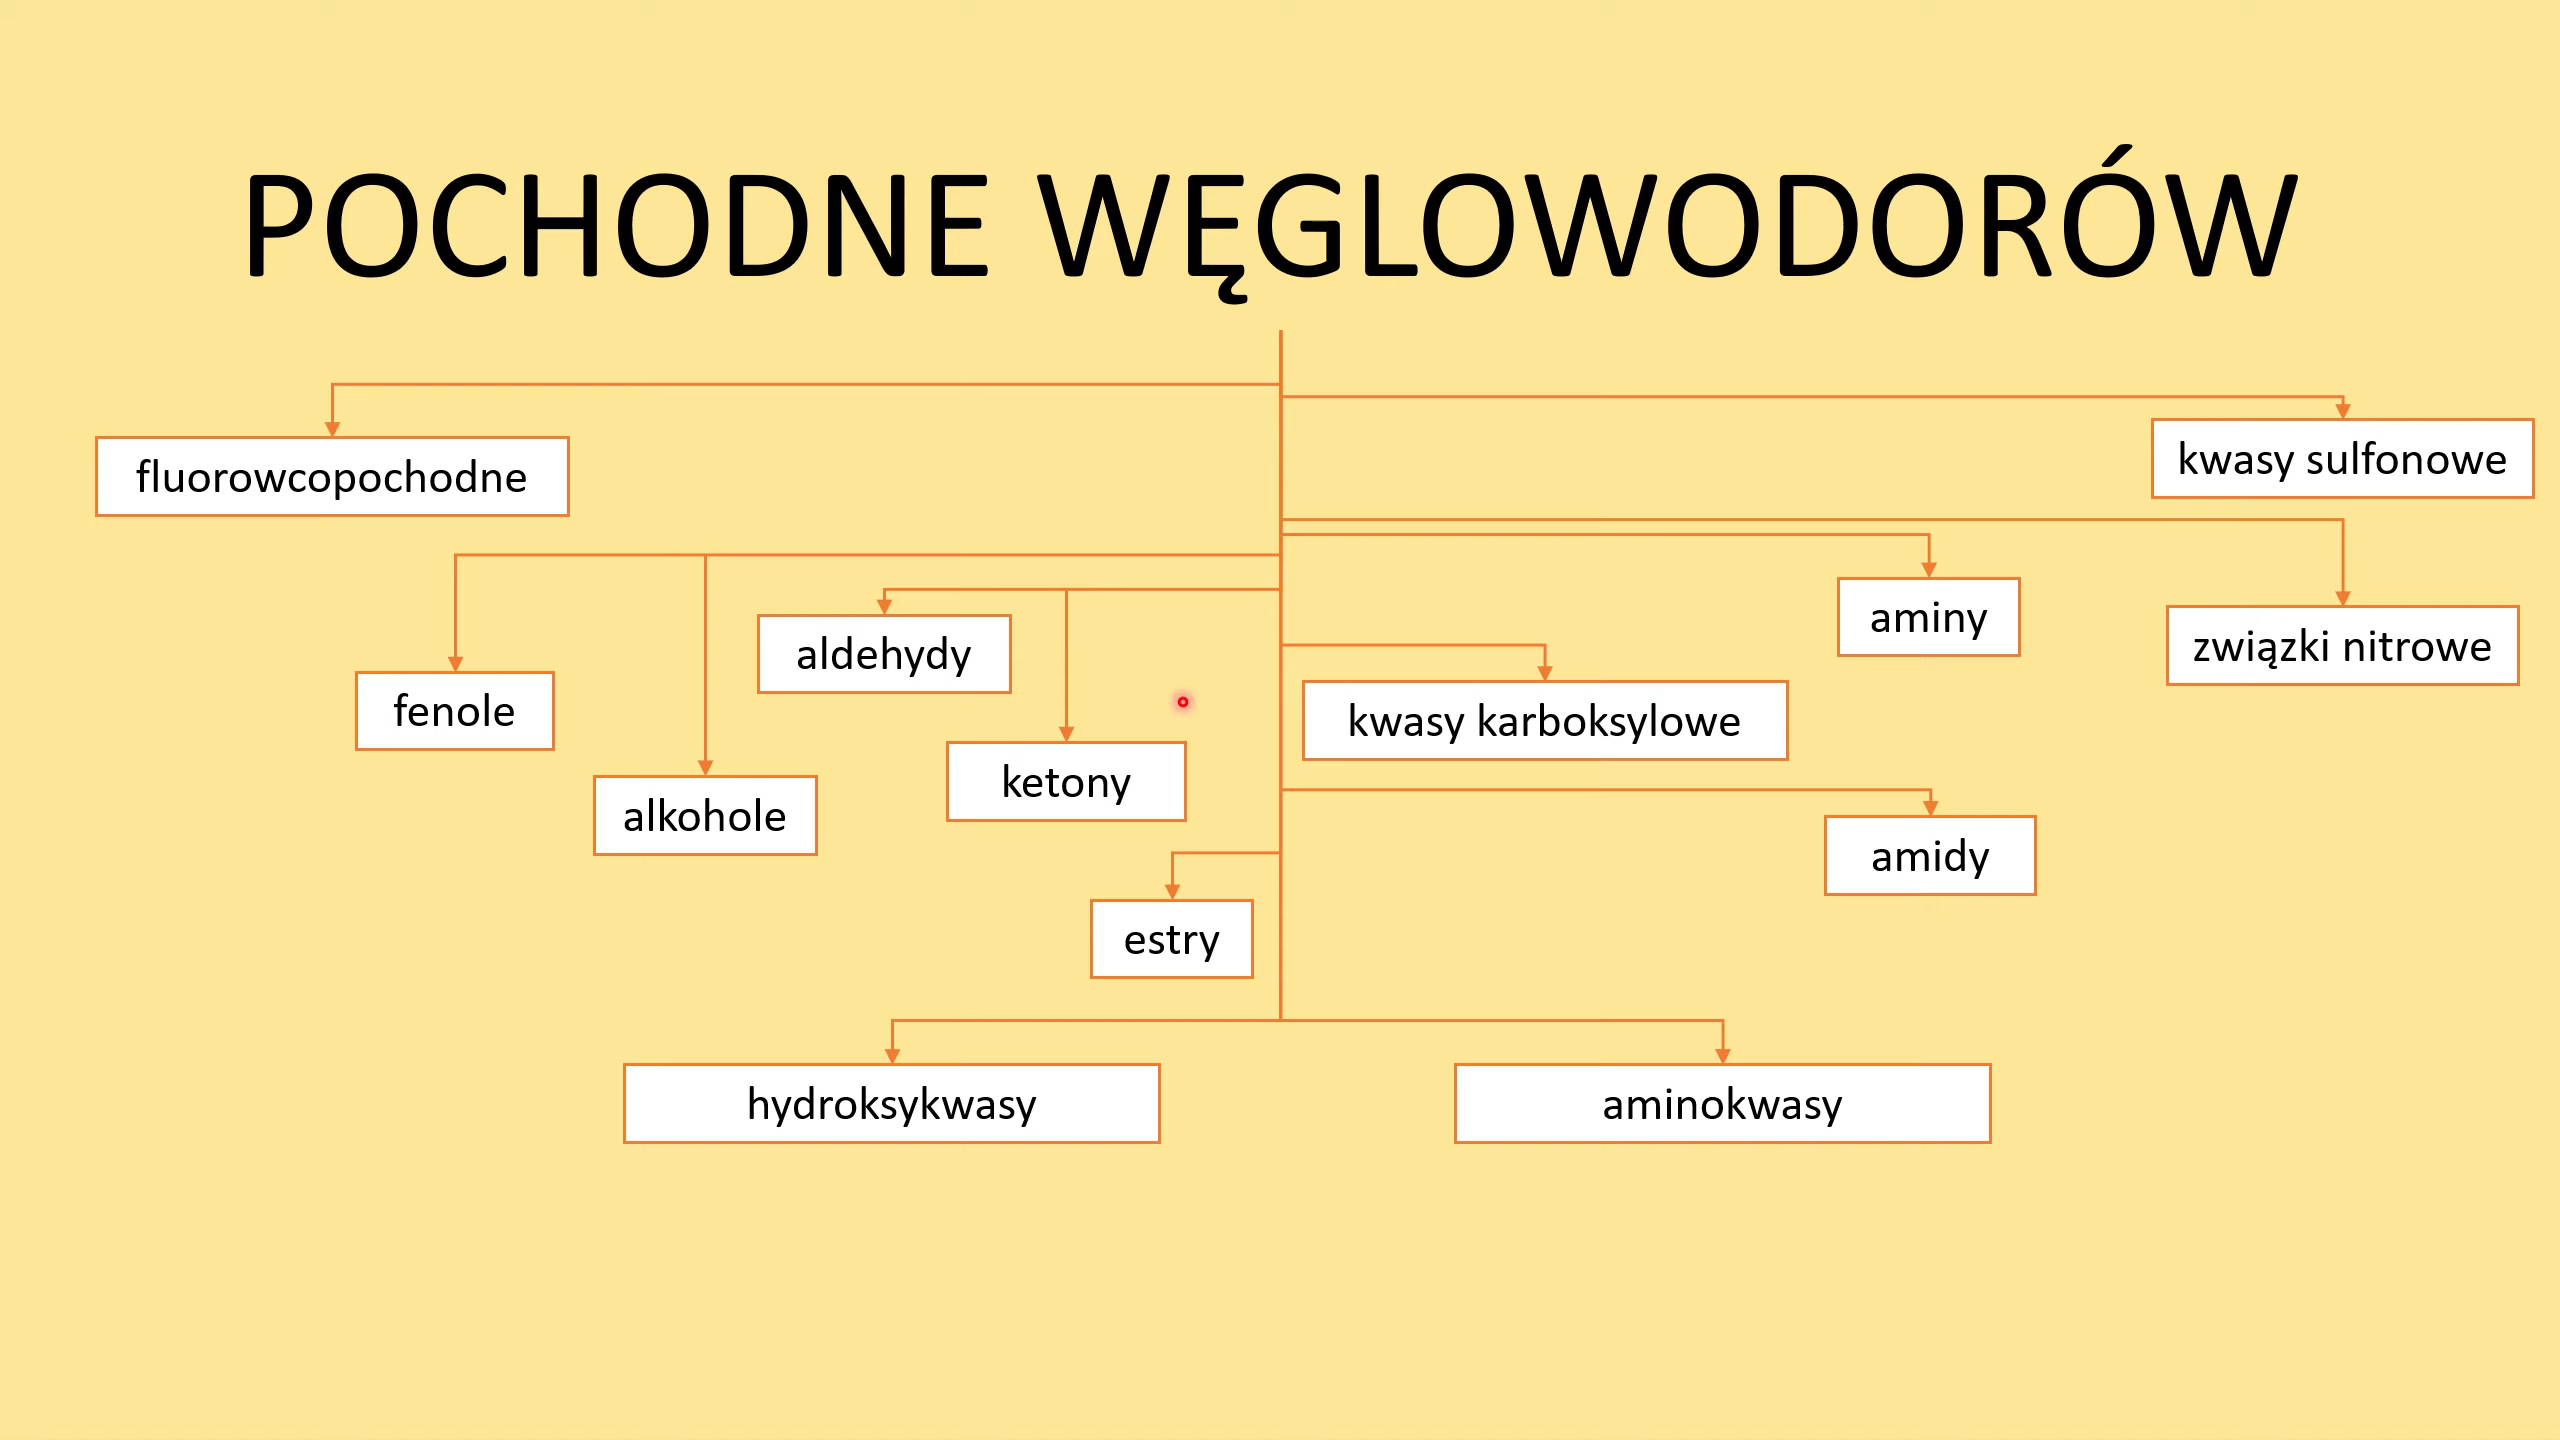 POCHODNE WĘGLOWODORÓW
fluorowcopochodne
kwasy sulfonowe
aminy
związki nitrowe
aldehydy
fenole
kwasy karboksylowe
ketony
alkohole
amidy
estry
hydroksykwasy
aminokwasy